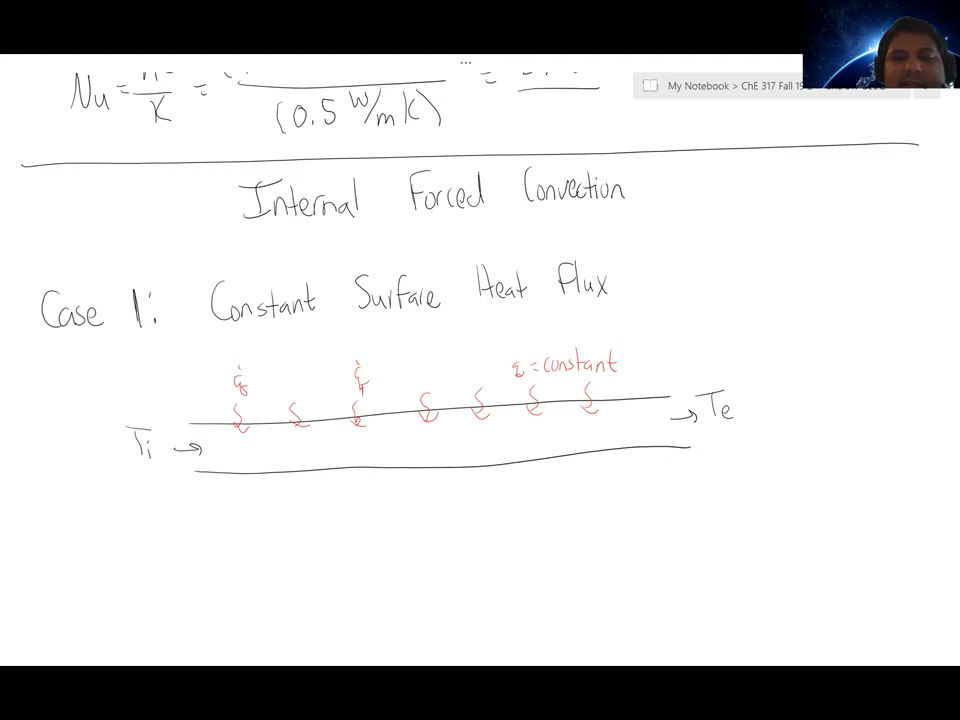 Nu = /K = =
(0.5 W/mK)
My Notebook > ChE 317 Fall 19
Internal Forced Convection
Case 1: Constant Surface Heat Flux
q̇ q̇ q̇ = constant
Ti → → Te